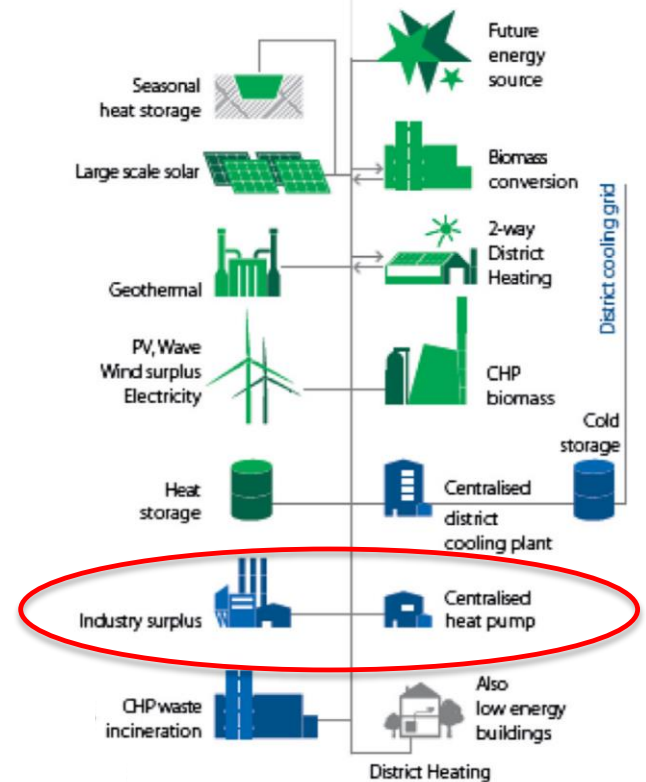 Future
energy
source
Seasonal
heat storage
Large scale solar
Biomass
conversion
2-way
District
Heating
Geothermal
District cooling grid
PV, Wave
Wind surplus
Electricity
CHP
biomass
Cold
storage
Heat
storage
Centralised
district
cooling plant
Industry surplus
Centralised
heat pump
CHP waste
incineration
Also
low energy
buildings
District Heating